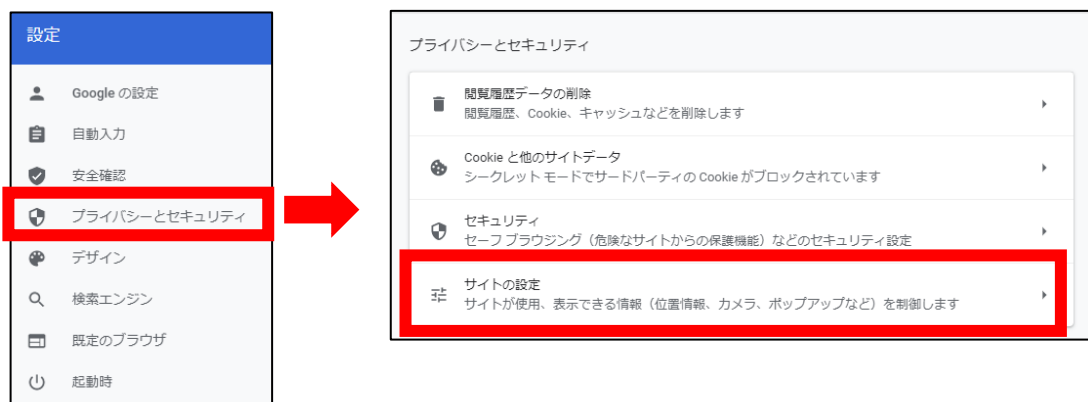 設定
Google の設定
自動入力
安全確認
プライバシーとセキュリティ
デザイン
検索エンジン
既定のブラウザ
起動時
プライバシーとセキュリティ
閲覧履歴データの削除
閲覧履歴、Cookie、キャッシュなどを削除します
Cookie と他のサイトデータ
シークレット モードでサードパーティの Cookie がブロックされています
セキュリティ
セーフ ブラウジング（危険なサイトからの保護機能）などのセキュリティ設定
サイトの設定
サイトが使用、表示できる情報（位置情報、カメラ、ポップアップなど）を制御します